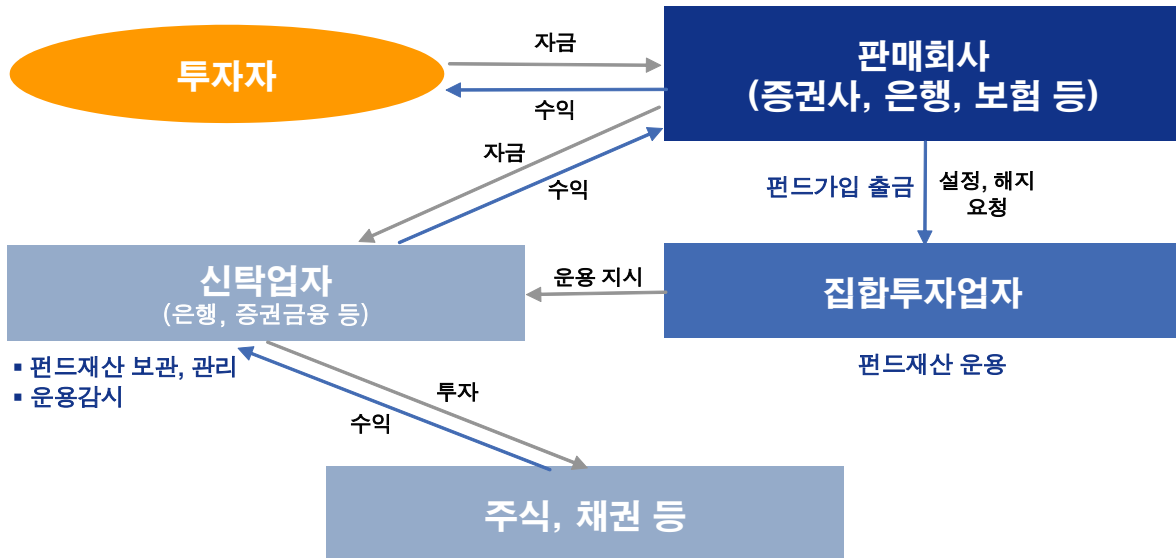 투자자
자금
수익
판매회사
(증권사, 은행, 보험 등)
자금
수익
펀드가입 출금
설정, 해지
요청
신탁업자
(은행, 증권금융 등)
운용 지시
집합투자업자
▪ 펀드재산 보관, 관리
▪ 운용감시
펀드재산 운용
투자
수익
주식, 채권 등